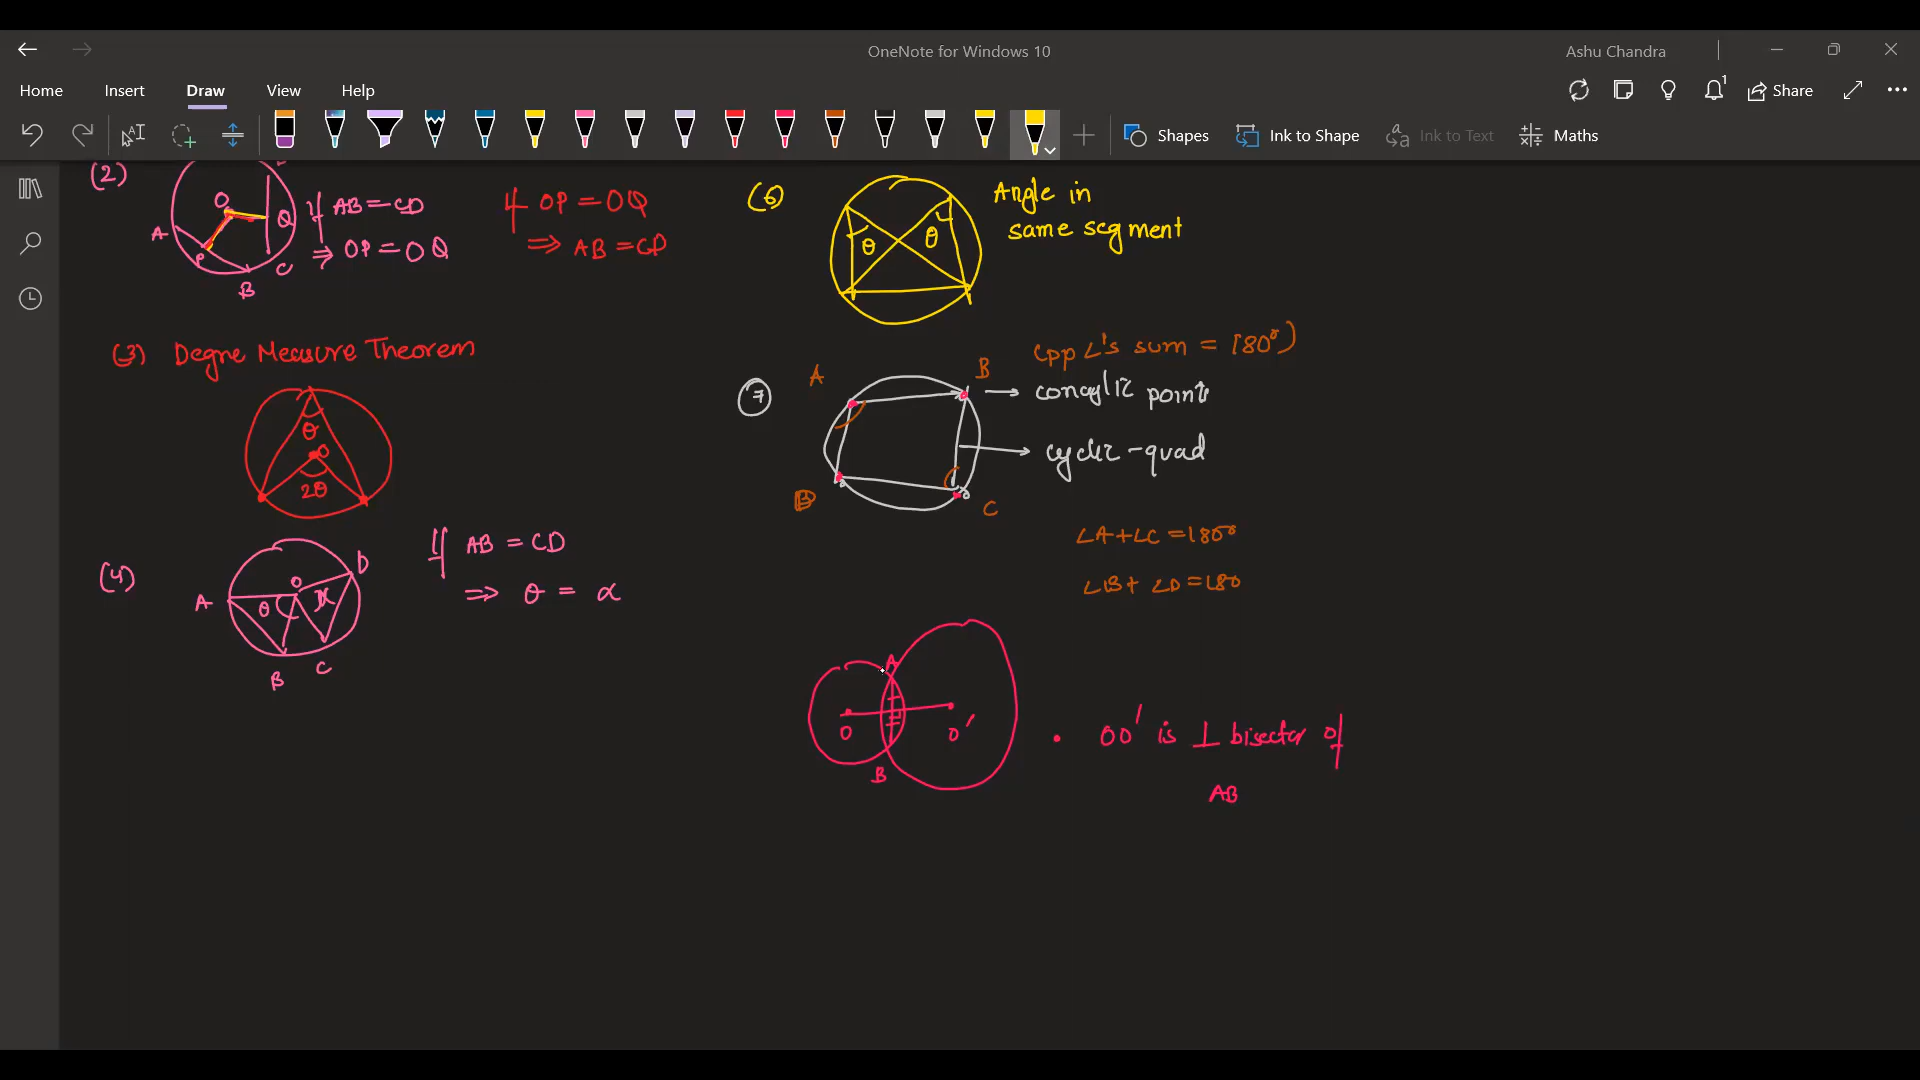 OneNote for Windows 10
Ashu Chandra
Home Insert Draw View Help
1 Share
Shapes Ink to Shape Ink to Text Maths
(2)
O
A
P
B
Q
C
If AB = CD
⇒ OP = OQ
If OP = OQ
⇒ AB = CD
(3) Degree Measure Theorem
θ
O
2θ
(4)
A
B
C
D
O
θ
If AB = CD
⇒ θ = α
(6)
θ θ
Angle in
same segment
(opp ∠'s sum = 180°)
7
A
B
C
→ concyclic points
→ cyclic-quad
∠A + ∠C = 180°
∠B + ∠D = 180
A
O
O'
B
• OO' is ⊥ bisector of
AB